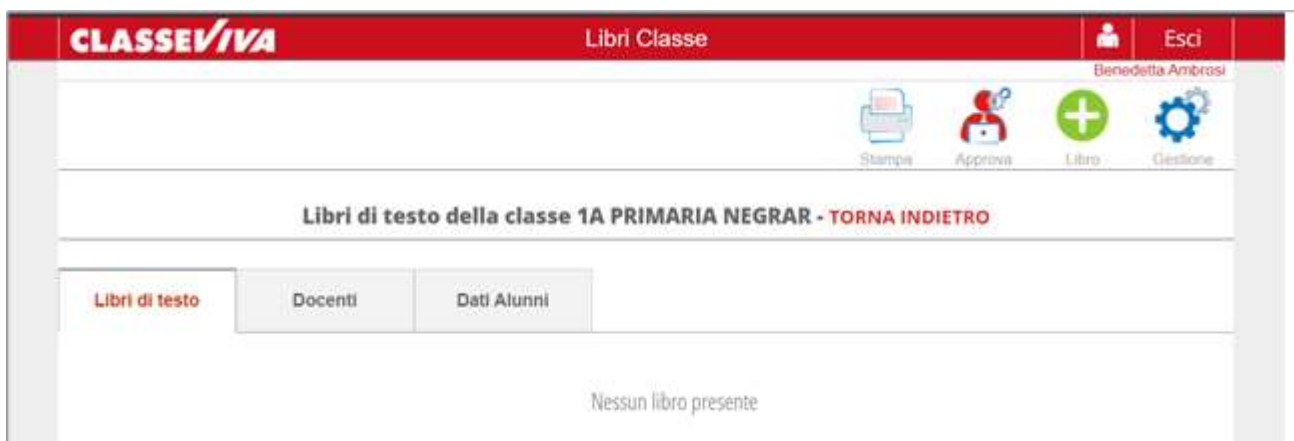 CLASSEVIVA Libri Classe Esci
Benedetta Ambrosi
Stampa Approva Libro Gestione
Libri di testo della classe 1A PRIMARIA NEGRAR - TORNA INDIETRO
Libri di testo Docenti Dati Alunni
Nessun libro presente